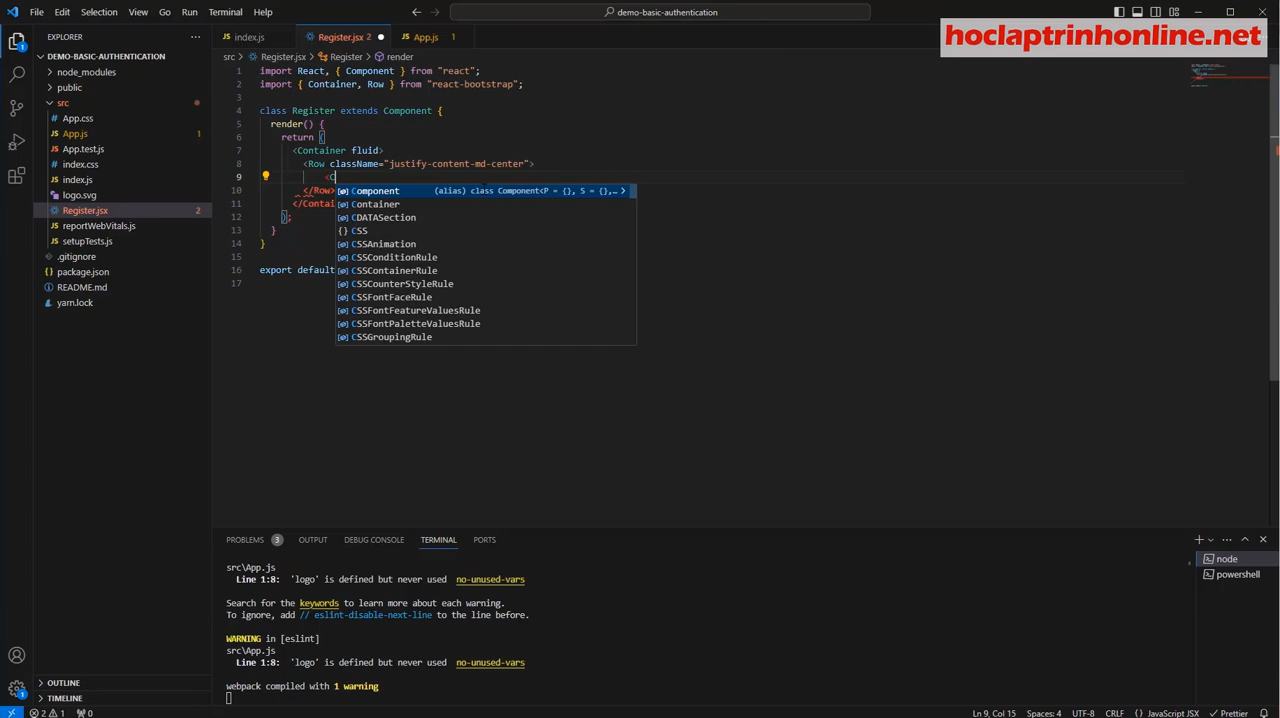 File Edit Selection View Go Run Terminal Help
demo-basic-authentication
hoclaptrinhonline.net
EXPLORER
index.js
Register.jsx 2
App.js 1
DEMO-BASIC-AUTHENTICATION
node_modules
public
src
App.css
App.js 1
App.test.js
index.css
index.js
logo.svg
Register.jsx 2
reportWebVitals.js
setupTests.js
.gitignore
package.json
README.md
yarn.lock
OUTLINE
TIMELINE
src > Register.jsx > Register > render
1 import React, { Component } from "react";
2 import { Container, Row } from "react-bootstrap";
3
4 class Register extends Component {
5 render() {
6 return (
7 <Container fluid>
8 <Row className="justify-content-md-center">
9 <C
10 </Row>
11 </Contai
12 );
13 }
14 }
15
16 export default
17
Component (alias) class Component<P = {}, S = {},…
Container
CDATASection
{} CSS
CSSAnimation
CSSConditionRule
CSSContainerRule
CSSCounterStyleRule
CSSFontFaceRule
CSSFontFeatureValuesRule
CSSFontPaletteValuesRule
CSSGroupingRule
PROBLEMS 3 OUTPUT DEBUG CONSOLE TERMINAL PORTS
src\App.js
Line 1:8: 'logo' is defined but never used no-unused-vars
Search for the keywords to learn more about each warning.
To ignore, add // eslint-disable-next-line to the line before.
WARNING in [eslint]
src\App.js
Line 1:8: 'logo' is defined but never used no-unused-vars
webpack compiled with 1 warning
node
powershell
2 1 0
Ln 9, Col 15 Spaces: 4 UTF-8 CRLF {} JavaScript JSX Prettier